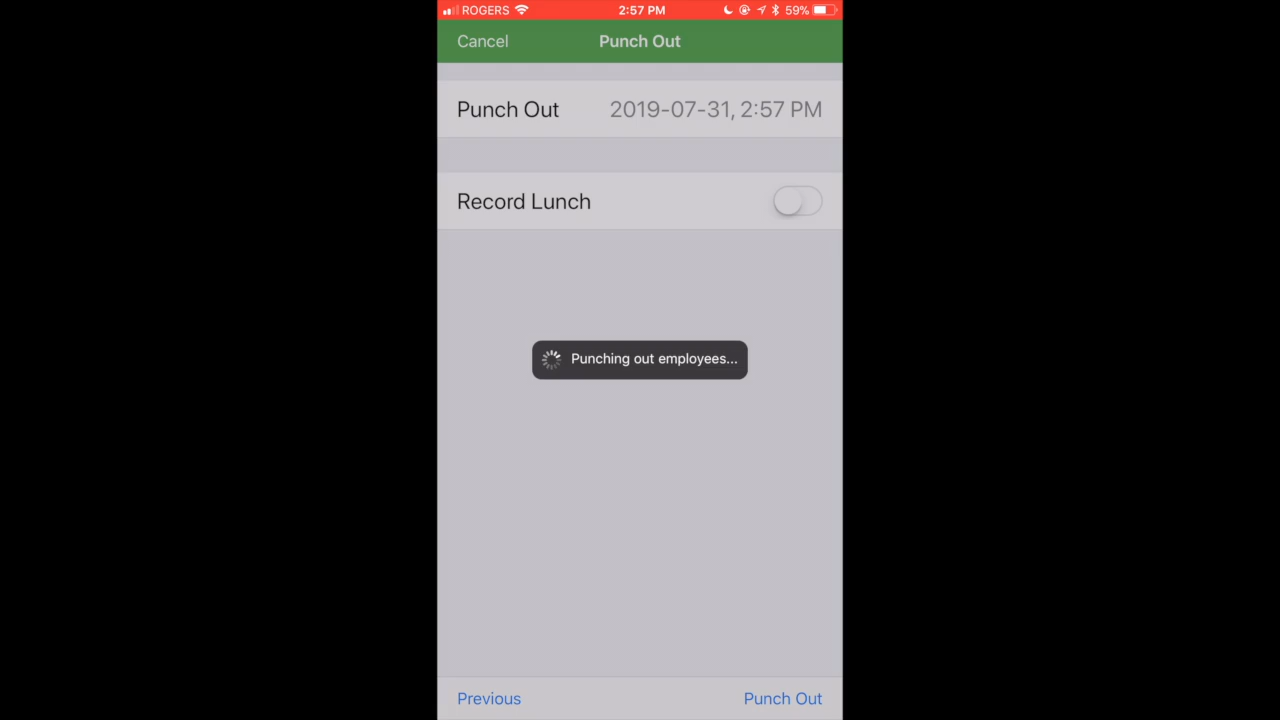 ROGERS 2:57 PM 59%
Cancel Punch Out
Punch Out 2019-07-31, 2:57 PM
Record Lunch
Punching out employees...
Previous Punch Out